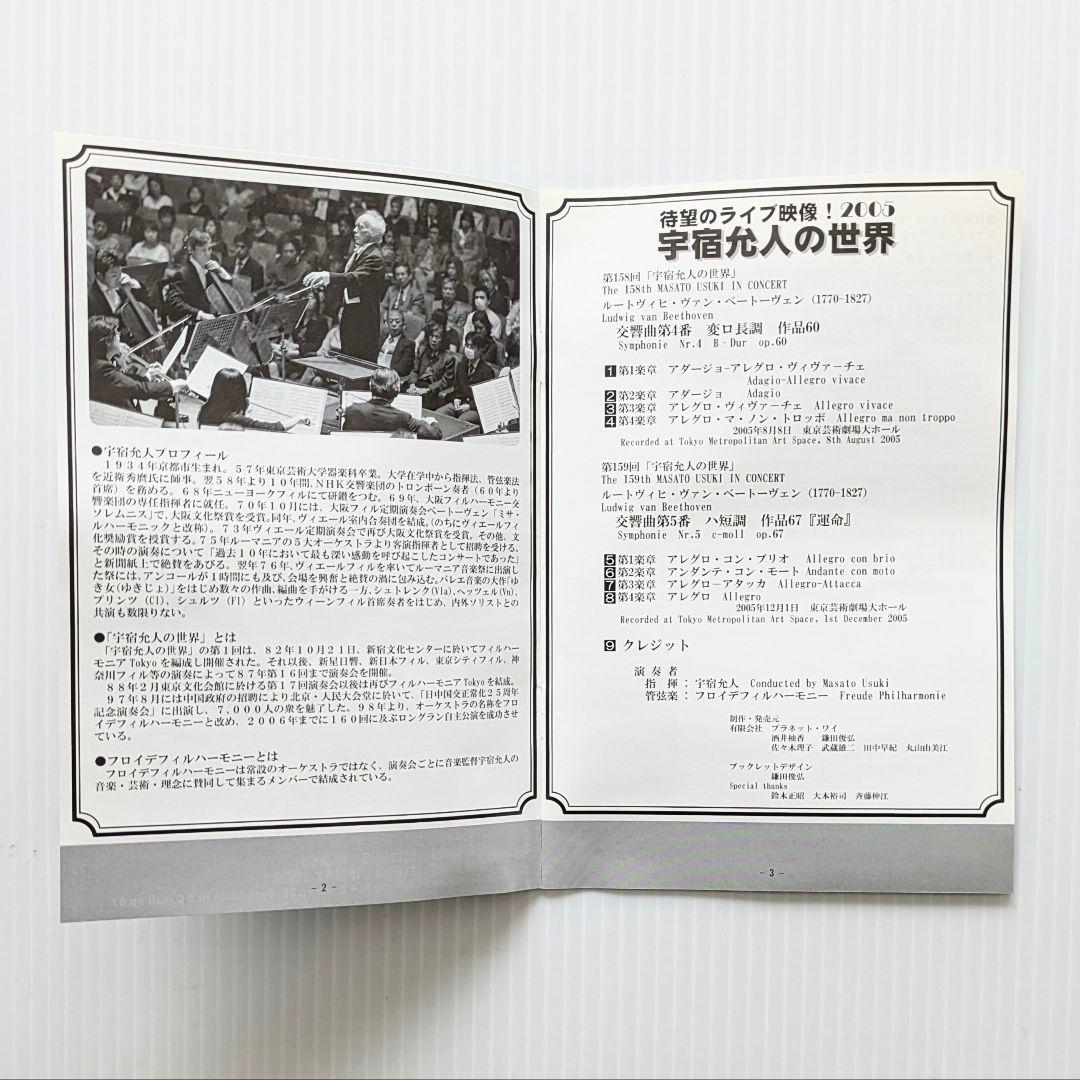 ●宇宿允人プロフィール
１９３４年京都市生まれ。５７年東京芸術大学器楽科卒業。大学在学中から指揮法、管弦楽法
を近衛秀麿氏に師事。翌５８年より１０年間、ＮＨＫ交響楽団のトロンボーン奏者（６０年より
首席）を務める。６８年ニューヨークフィルにて研鑽をつむ。６９年、大阪フィルハーモニー交
響楽団の専任指揮者に就任。７０年１０月には、大阪フィル定期演奏会ベートーヴェン「ミサ・
ソレムニス」で、大阪文化祭賞を受賞。同年、ヴィエール室内合奏団を結成。(のちにヴィエールフィ
ルハーモニックと改称)。７３年ヴィエール定期演奏会で再び大阪文化祭賞を受賞。その他、文
化奨励賞を授賞する。７５年ルーマニアの５大オーケストラより客演指揮者として招聘を受ける。
その時の演奏について「過去１０年において最も深い感動を呼び起こしたコンサートであった」
と新聞紙上で絶賛をあびる。翌年７６年、ヴィエールフィルを率いてルーマニア音楽祭に出演し
た祭には、アンコールが１時間にも及び、会場を興奮と絶賛の渦に包み込む。バレエ音楽の大作「ゆ
き女(ゆきじょ)」をはじめ数々の作曲、編曲を手がける一方、シュトレンク(Vla)、ヘッツェル(Vn)、
プリンツ（Cl）、シュルツ（Fl）といったウィーンフィル首席奏者をはじめ、内外ソリストとの
共演も数限りない。
●「宇宿允人の世界」とは
「宇宿允人の世界」の第１回は、８２年１０月２１日、新宿文化センターに於いてフィルハー
モニアTokyoを編成し開催された。それ以後、新星日響、新日本フィル、東京シティフィル、神
奈川フィル等の演奏によって８７年第１６回まで演奏会を開催。
８８年２月東京文化会館に於ける第１７回演奏会以後は再びフィルハーモニアTokyoを結成。
９７年８月には中国政府の招聘により北京・人民大会堂に於いて、「日中国交正常化２５周年
記念演奏会」に出演し、７,０００人の衆を魅了した。９８年より、オーケストラの名称をフロ
イデフィルハーモニーと改め、２００６年までに１６０回に及ぶロングラン自主公演を成功させ
ている。
●フロイデフィルハーモニーとは
フロイデフィルハーモニーは常設のオーケストラではなく、演奏会ごとに音楽監督宇宿允人の
音楽・芸術・理念に賛同して集まるメンバーで結成されている。
- 2 -
待望のライブ映像！2005
宇宿允人の世界
第158回「宇宿允人の世界」
The 158th MASATO USUKI IN CONCERT
ルートヴィヒ・ヴァン・ベートーヴェン (1770-1827)
Ludwig van Beethoven
交響曲第4番　変ロ長調　作品60
Symphonie Nr.4 B-Dur op.60
1 第1楽章　アダージョ-アレグロ・ヴィヴァーチェ
Adagio-Allegro vivace
2 第2楽章　アダージョ　Adagio
3 第3楽章　アレグロ・ヴィヴァーチェ　Allegro vivace
4 第4楽章　アレグロ・マ・ノン・トロッポ　Allegro ma non troppo
2005年8月8日　東京芸術劇場大ホール
Recorded at Tokyo Metropolitan Art Space, 8th August 2005
第159回「宇宿允人の世界」
The 159th MASATO USUKI IN CONCERT
ルートヴィヒ・ヴァン・ベートーヴェン (1770-1827)
Ludwig van Beethoven
交響曲第5番　ハ短調　作品67『運命』
Symphonie Nr.5 c-moll op.67
5 第1楽章　アレグロ・コン・ブリオ　Allegro con brio
6 第2楽章　アンダンテ・コン・モート Andante con moto
7 第3楽章　アレグロ－アタッカ　Allegro-Attacca
8 第4楽章　アレグロ　Allegro
2005年12月1日　東京芸術劇場大ホール
Recorded at Tokyo Metropolitan Art Space, 1st December 2005
9 クレジット
演奏者
指　揮：宇宿允人　Conducted by Masato Usuki
管弦楽：フロイデフィルハーモニー　Freude Philharmonie
制作・発売元
有限会社　プラネット・ワイ
酒井柚香　鎌田俊弘
佐々木理子　武蔵雄二　田中早紀　丸山由美江
ブックレットデザイン
鎌田俊弘
Special thanks
鈴木正昭　大本裕司　斉藤伸江
- 3 -